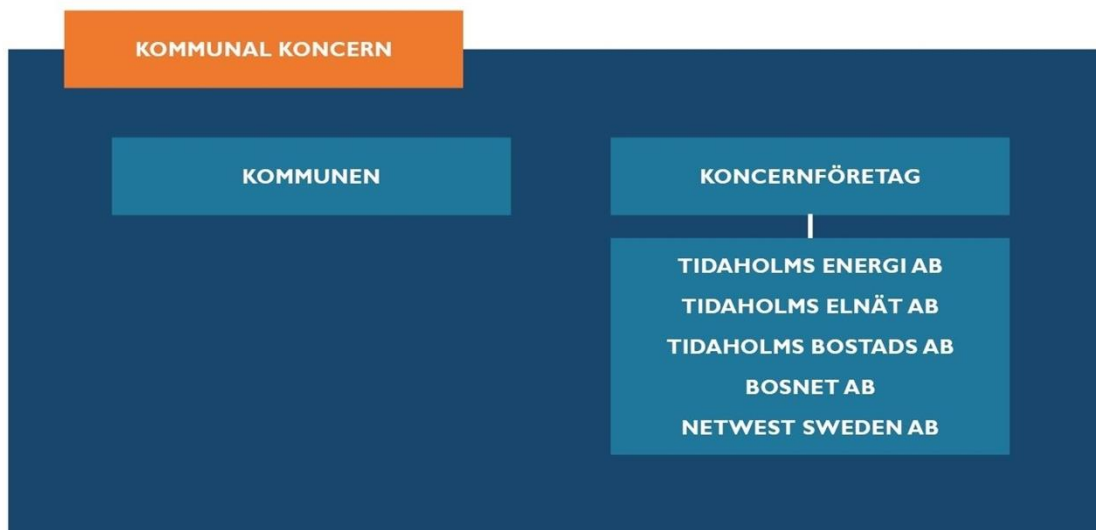 KOMMUNAL KONCERN
KOMMUNEN
KONCERNFÖRETAG
TIDAHOLMS ENERGI AB
TIDAHOLMS ELNÄT AB
TIDAHOLMS BOSTADS AB
BOSNET AB
NETWEST SWEDEN AB